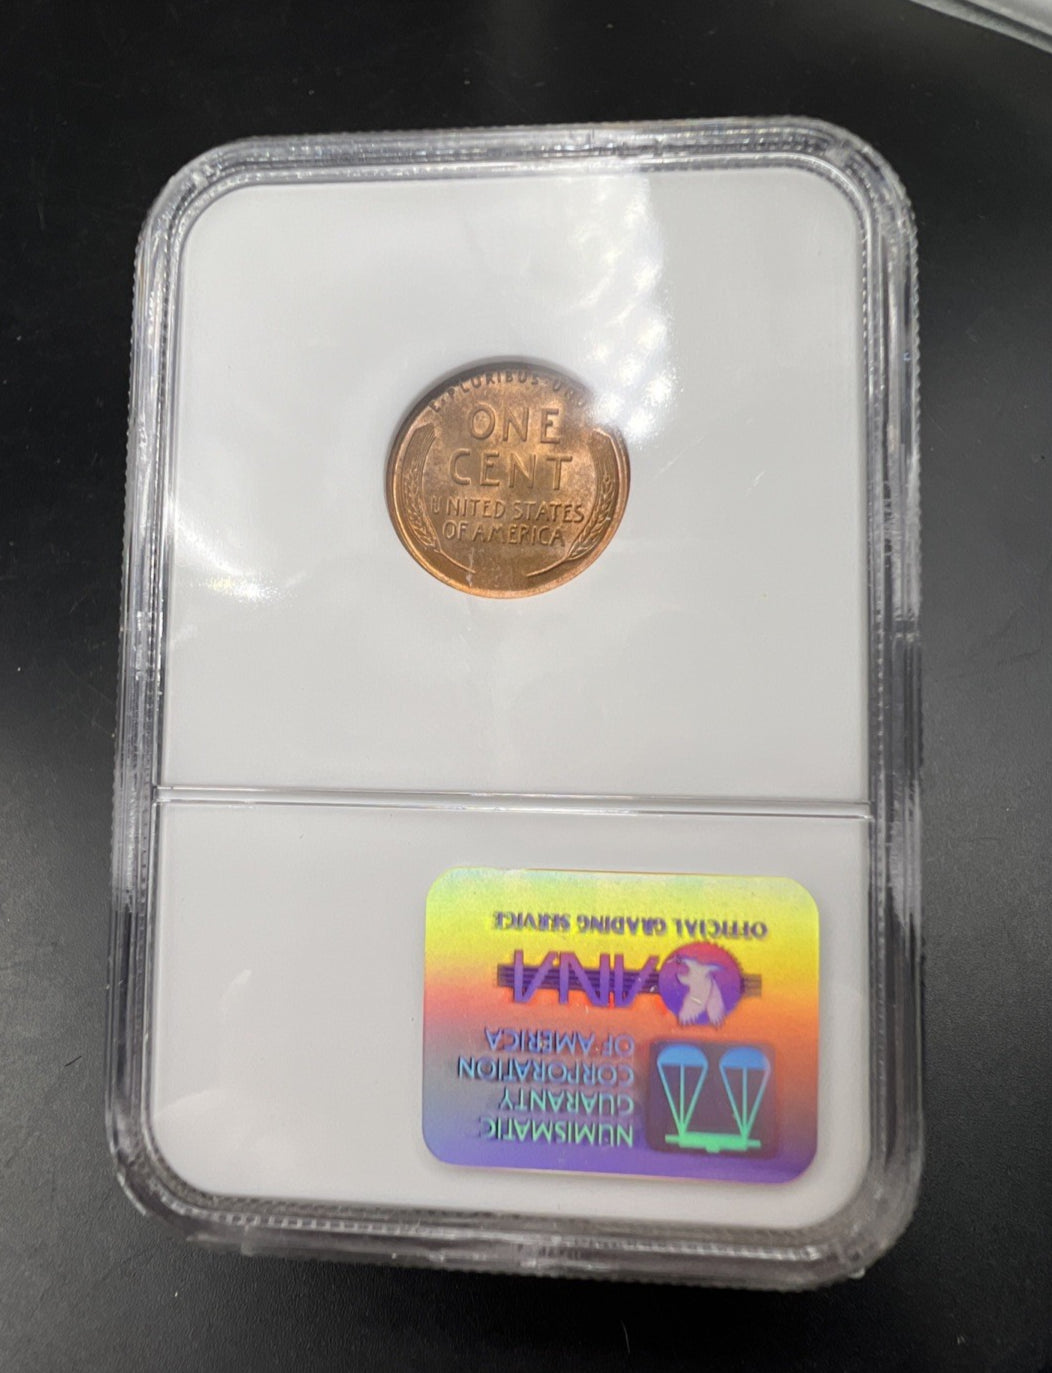 E·PLURIBUS·UNUM
ONE
CENT
UNITED STATES
OF AMERICA
OFFICIAL GRADING SERVICE
ANA
NUMISMATIC
GUARANTY
CORPORATION
OF AMERICA